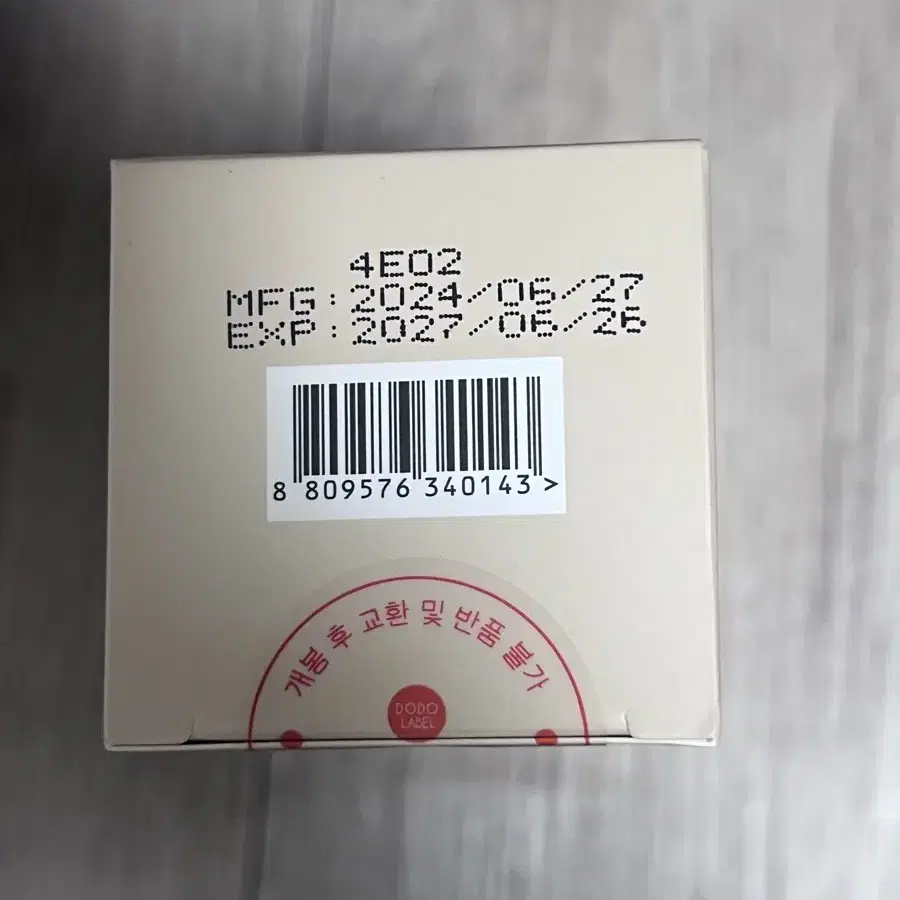 4E02
MFG:2024/06/27
EXP:2027/06/26
8 809576 340143 >
개봉 후 교환 및 반품 불가
DODO
LABEL